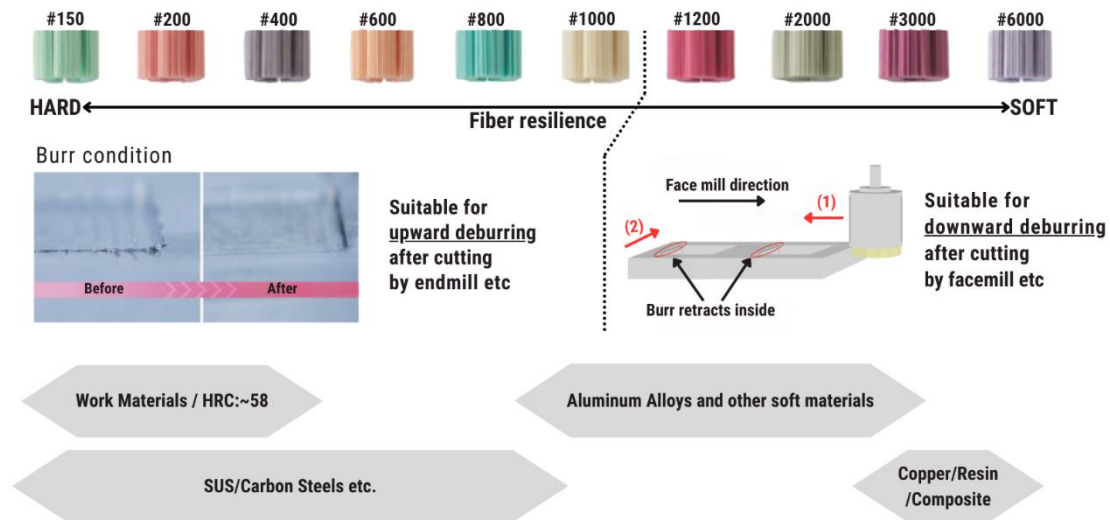 #150 #200 #400 #600 #800 #1000 #1200 #2000 #3000 #6000
HARD
SOFT
Fiber resilience
Burr condition
Before
After
Suitable for
upward deburring
after cutting
by endmill etc
Face mill direction
(1)
(2)
Burr retracts inside
Suitable for
downward deburring
after cutting
by facemill etc
Work Materials / HRC:~58
Aluminum Alloys and other soft materials
SUS/Carbon Steels etc.
Copper/Resin
/Composite